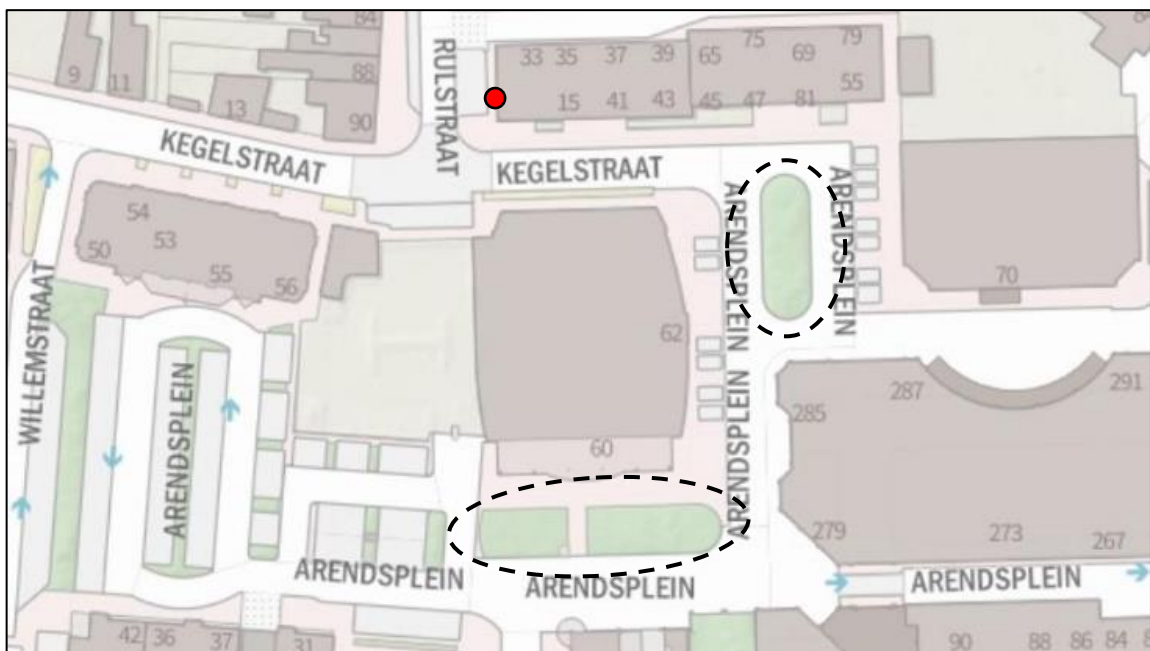 84
33 35 37 39 65 75 69 79
9 11 88
13
15 41 43 45 47 81 55
90
RULSTRAAT
KEGELSTRAAT
KEGELSTRAAT
ARENDSPLEIN
ARENDSPLEIN
54
53
50 55 56
70
62
WILLEMSTRAAT
ARENDSPLEIN
ARENDSPLEIN
285 287 291
60
279 273 267
ARENDSPLEIN
ARENDSPLEIN
ARENDSPLEIN
42 36 37 31
90 88 86 84